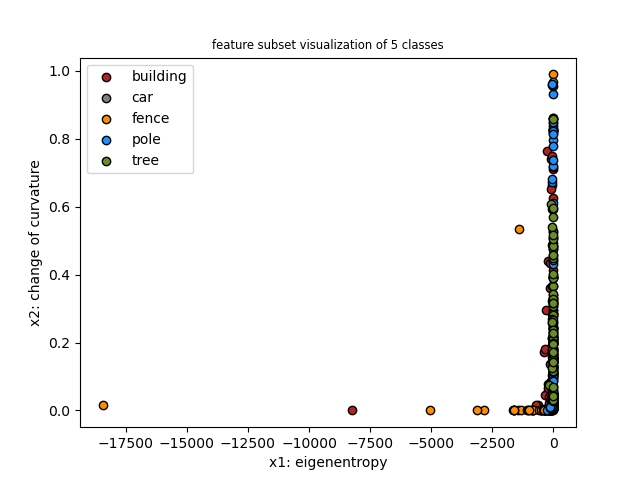 feature subset visualization of 5 classes
building
car
fence
pole
tree
x2: change of curvature
1.0
0.8
0.6
0.4
0.2
0.0
−17500 −15000 −12500 −10000 −7500 −5000 −2500 0
x1: eigenentropy